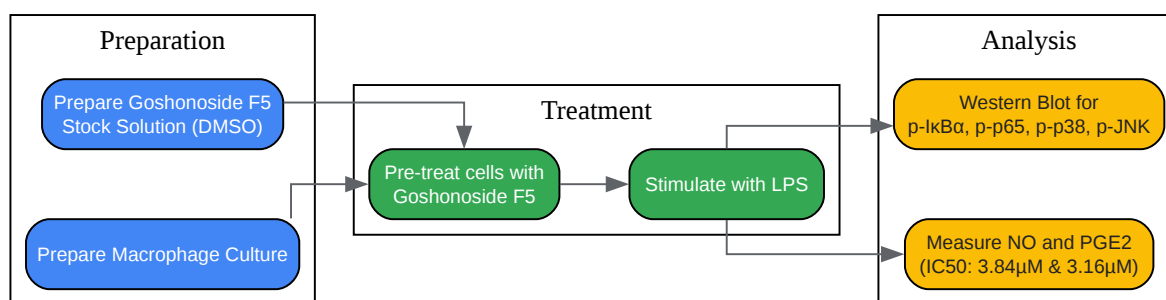 Preparation
Prepare Goshonoside F5
Stock Solution (DMSO)
Prepare Macrophage Culture
Treatment
Pre-treat cells with
Goshonoside F5
Stimulate with LPS
Analysis
Western Blot for
p-IκBα, p-p65, p-p38, p-JNK
Measure NO and PGE2
(IC50: 3.84μM & 3.16μM)